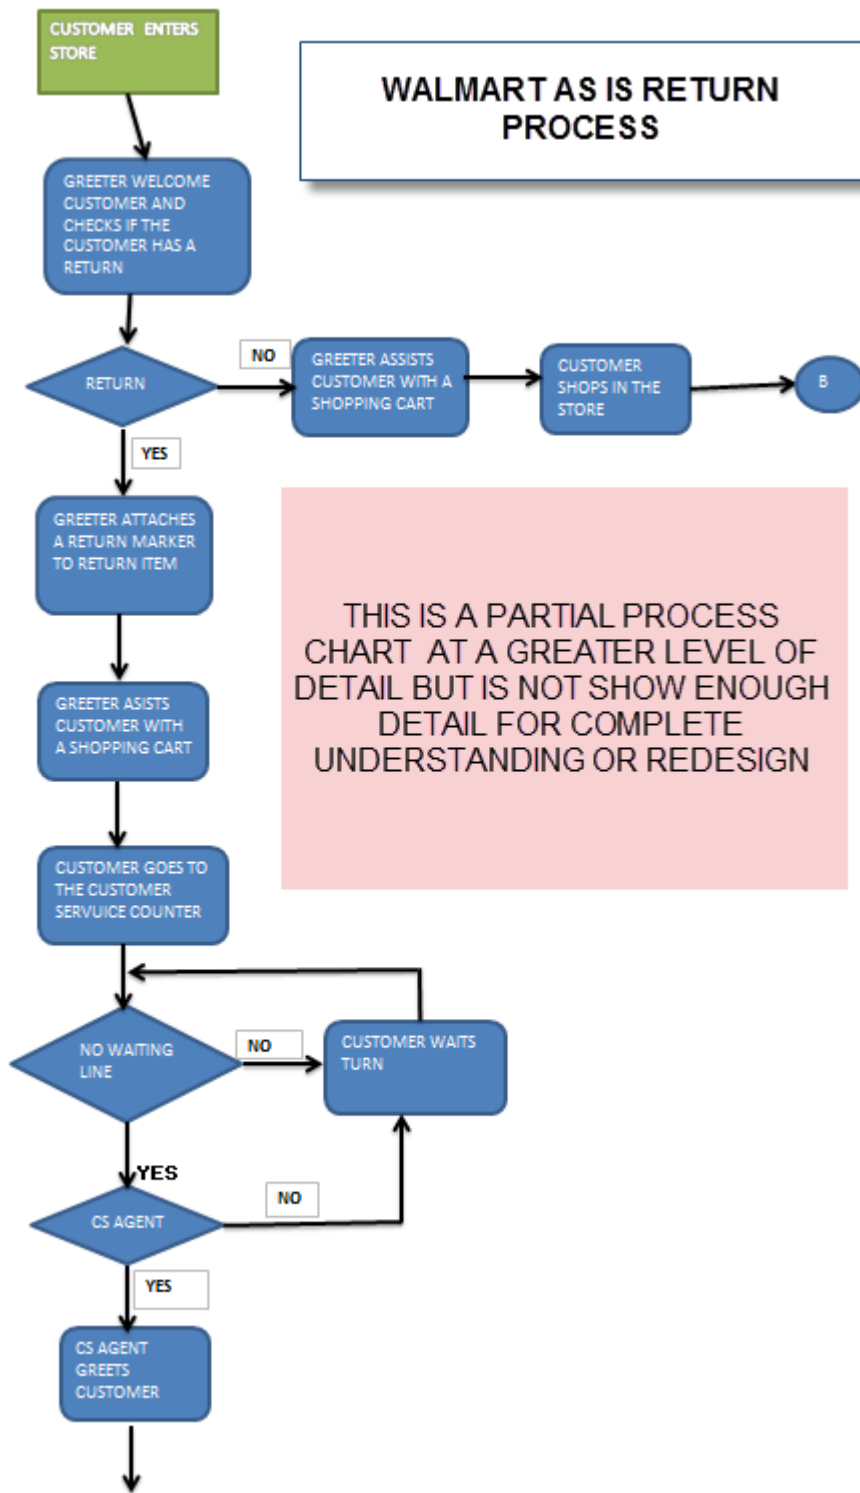 CUSTOMER ENTERS
STORE
WALMART AS IS RETURN
PROCESS
GREETER WELCOME
CUSTOMER AND
CHECKS IF THE
CUSTOMER HAS A
RETURN
RETURN
NO
GREETER ASSISTS
CUSTOMER WITH A
SHOPPING CART
CUSTOMER
SHOPS IN THE
STORE
B
YES
GREETER ATTACHES
A RETURN MARKER
TO RETURN ITEM
THIS IS A PARTIAL PROCESS
CHART AT A GREATER LEVEL OF
DETAIL BUT IS NOT SHOW ENOUGH
DETAIL FOR COMPLETE
UNDERSTANDING OR REDESIGN
GREETER ASISTS
CUSTOMER WITH
A SHOPPING CART
CUSTOMER GOES TO
THE CUSTOMER
SERVUICE COUNTER
NO WAITING
LINE
NO
CUSTOMER WAITS
TURN
YES
CS AGENT
NO
YES
CS AGENT
GREETS
CUSTOMER